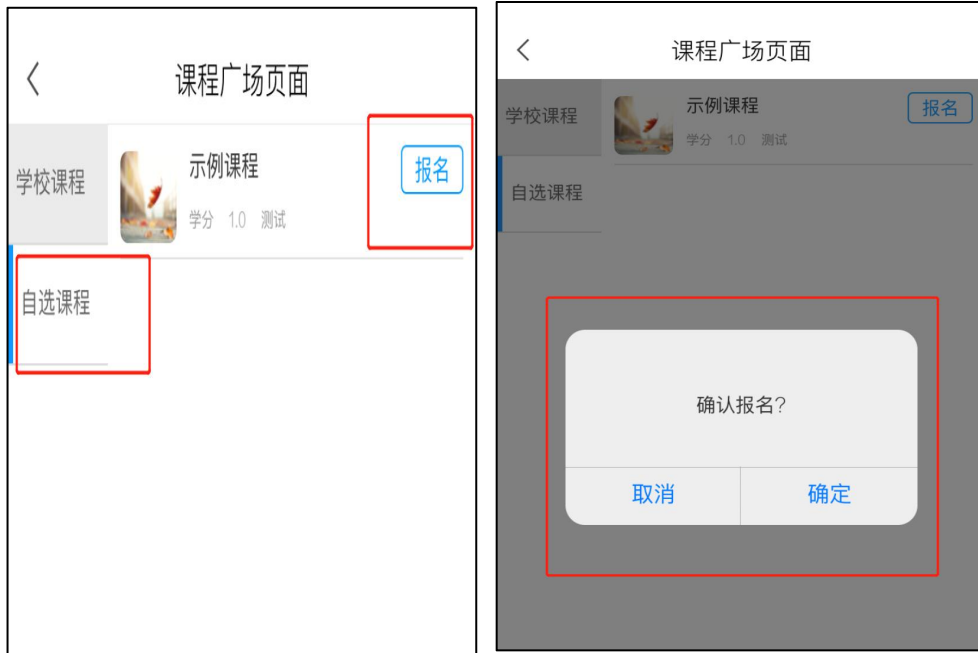 课程广场页面
学校课程
示例课程
学分 1.0 测试
报名
自选课程
课程广场页面
学校课程
示例课程
学分 1.0 测试
报名
自选课程
确认报名?
取消
确定